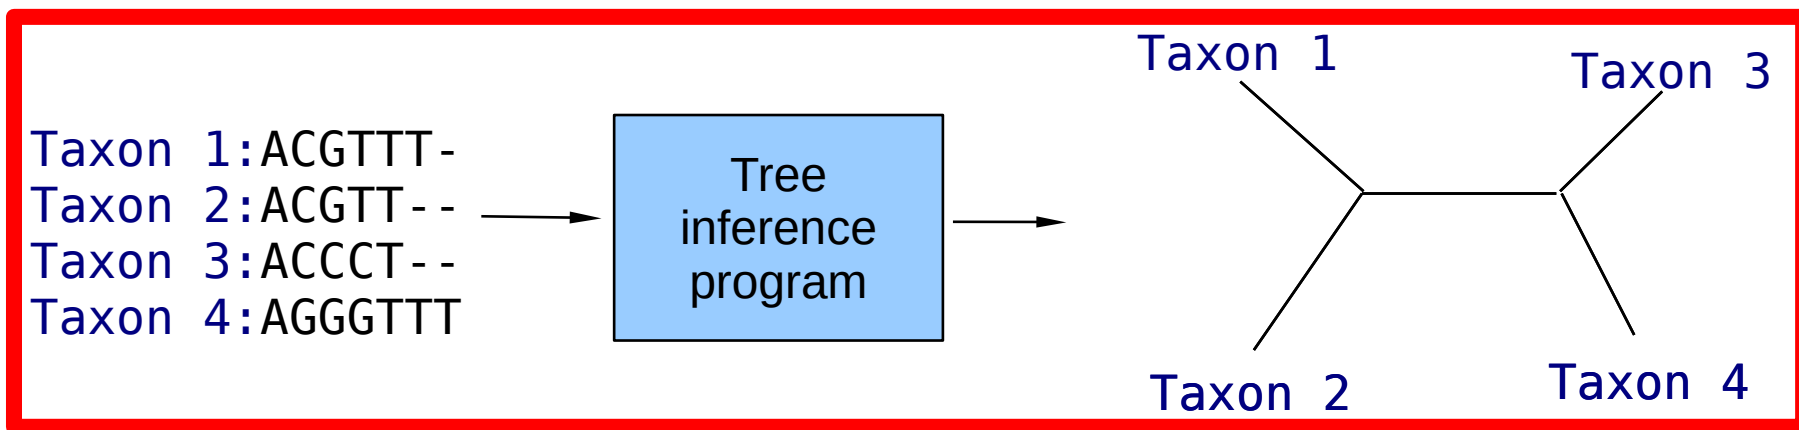 Taxon 1:ACGTTT-
Taxon 2:ACGTT--
Taxon 3:ACCCT--
Taxon 4:AGGGTTT
Tree
inference
program
Taxon 1
Taxon 3
Taxon 2
Taxon 4